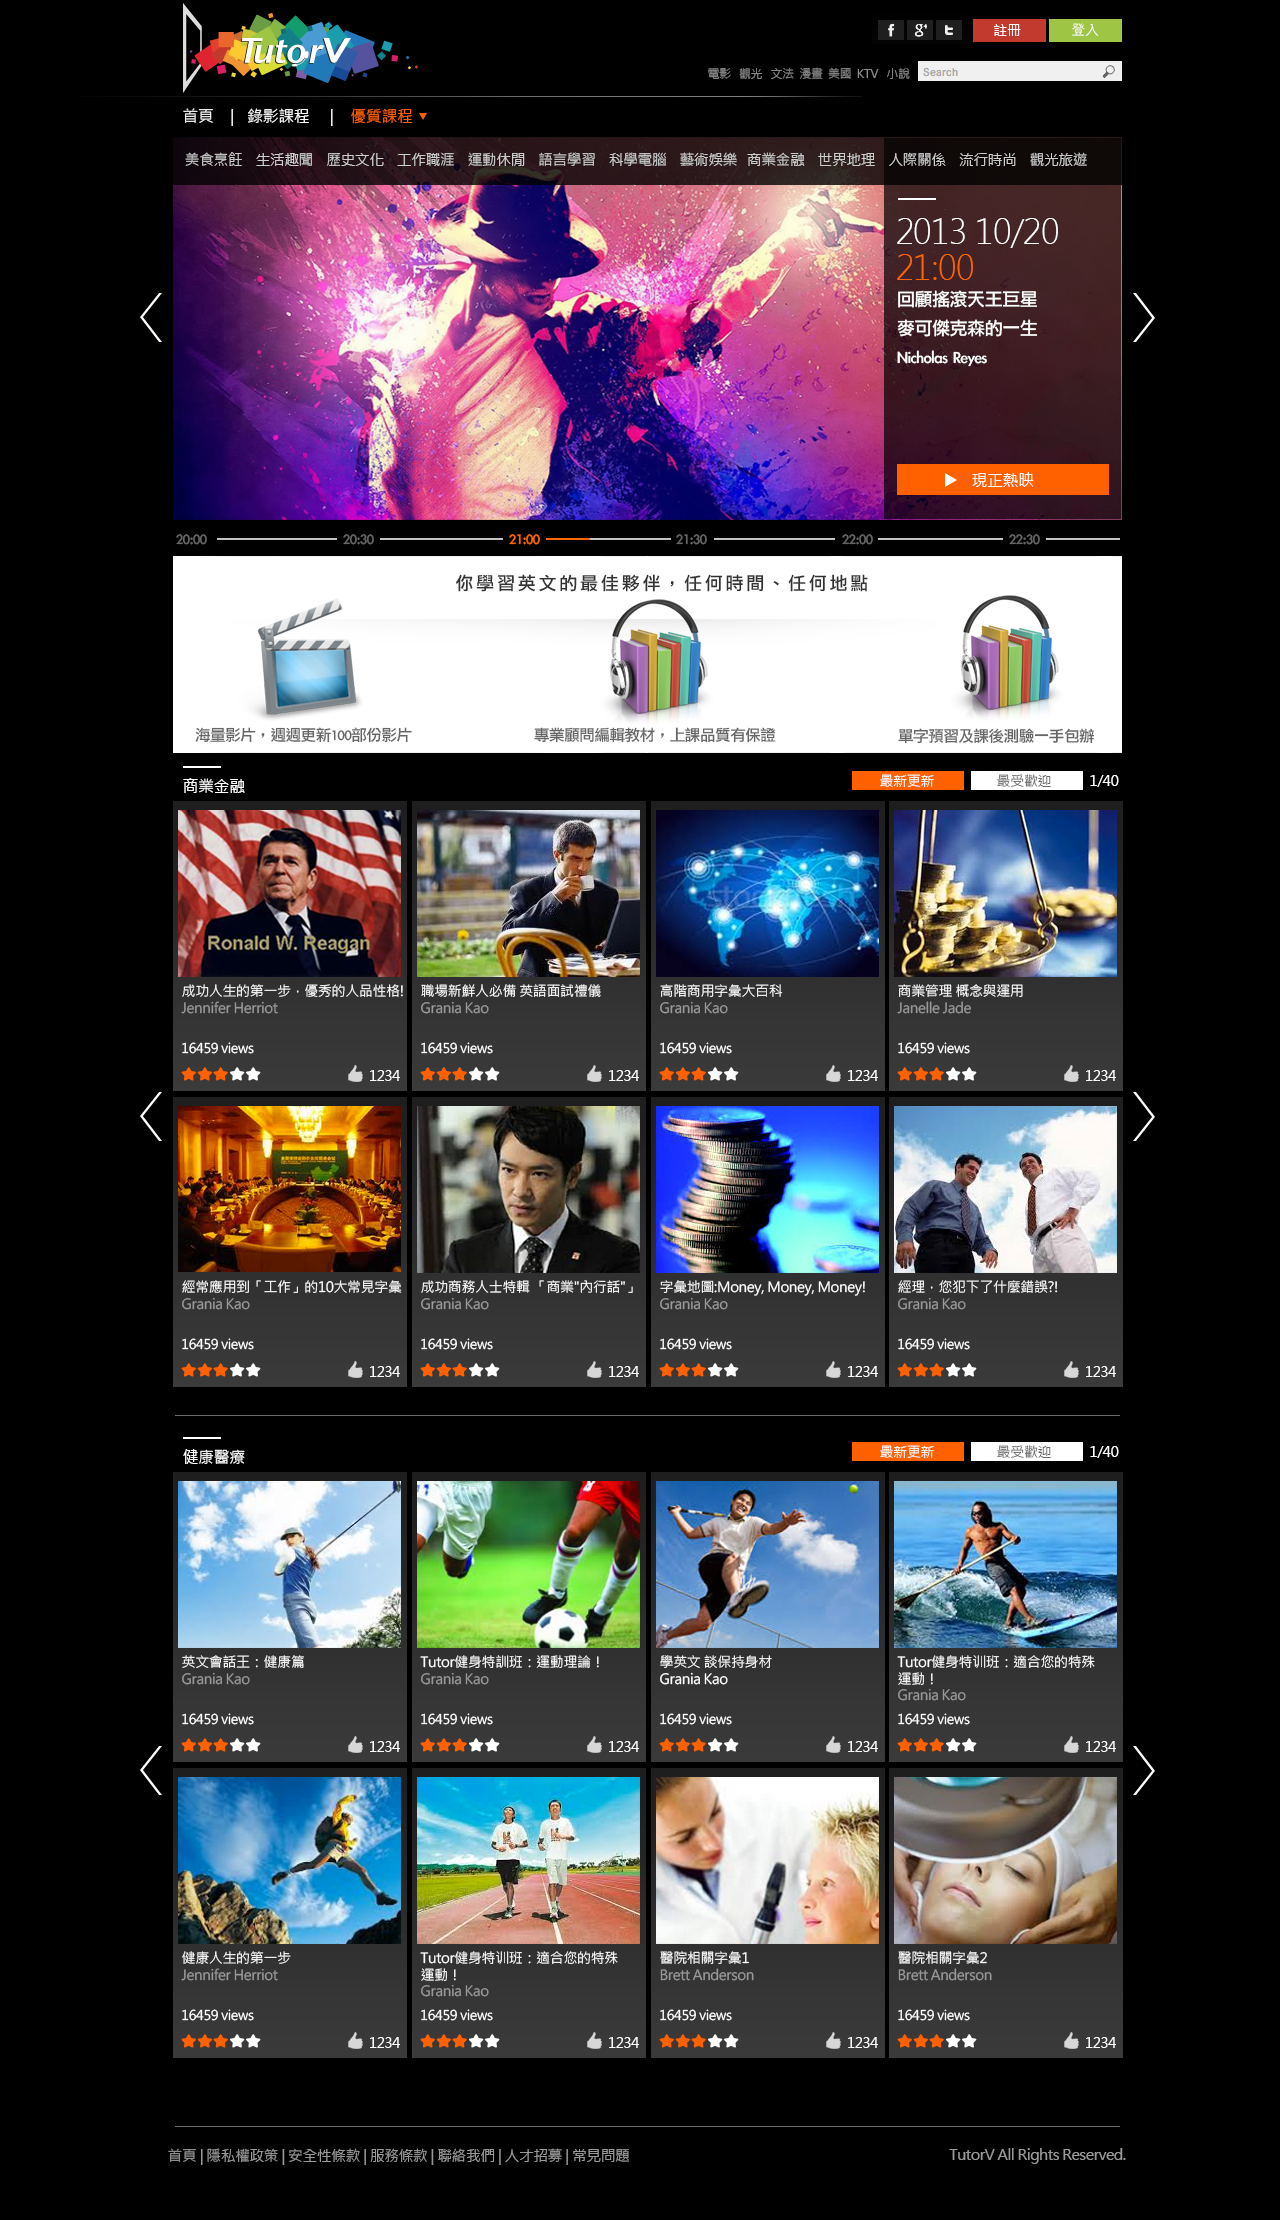 TutorV
註冊
登入
電影 觀光 文法 漫畫 美國 KTV 小說
Search
首頁 | 錄影課程 | 優質課程
美食烹飪 生活趣聞 歷史文化 工作職涯 運動休閒 語言學習 科學電腦 藝術娛樂 商業金融 世界地理 人際關係 流行時尚 觀光旅遊
2013 10/20
21:00
回顧搖滾天王巨星
麥可傑克森的一生
Nicholas Reyes
現正熱映
20:00 20:30 21:00 21:30 22:00 22:30
你學習英文的最佳夥伴，任何時間、任何地點
海量影片，週週更新100部份影片
專業顧問編輯教材，上課品質有保證
單字預習及課後測驗一手包辦
商業金融
最新更新 最受歡迎 1/40
Ronald W. Reagan
成功人生的第一步．優秀的人品性格!
Jennifer Herriot
16459 views
1234
職場新鮮人必備 英語面試禮儀
Grania Kao
16459 views
1234
高階商用字彙大百科
Grania Kao
16459 views
1234
商業管理 概念與運用
Janelle Jade
16459 views
1234
經常應用到「工作」的10大常見字彙
Grania Kao
16459 views
1234
成功商務人士特輯「商業"內行話"」
Grania Kao
16459 views
1234
字彙地圖:Money, Money, Money!
Grania Kao
16459 views
1234
經理．您犯下了什麼錯誤?!
Grania Kao
16459 views
1234
健康醫療
最新更新 最受歡迎 1/40
英文會話王：健康篇
Grania Kao
16459 views
1234
Tutor健身特訓班：運動理論！
Grania Kao
16459 views
1234
學英文 談保持身材
Grania Kao
16459 views
1234
Tutor健身特训班：適合您的特殊
運動！
Grania Kao
16459 views
1234
健康人生的第一步
Jennifer Herriot
16459 views
1234
Tutor健身特训班：適合您的特殊
運動！
Grania Kao
16459 views
1234
醫院相關字彙1
Brett Anderson
16459 views
1234
醫院相關字彙2
Brett Anderson
16459 views
1234
首頁 | 隱私權政策 | 安全性條款 | 服務條款 | 聯絡我們 | 人才招募 | 常見問題
TutorV All Rights Reserved.